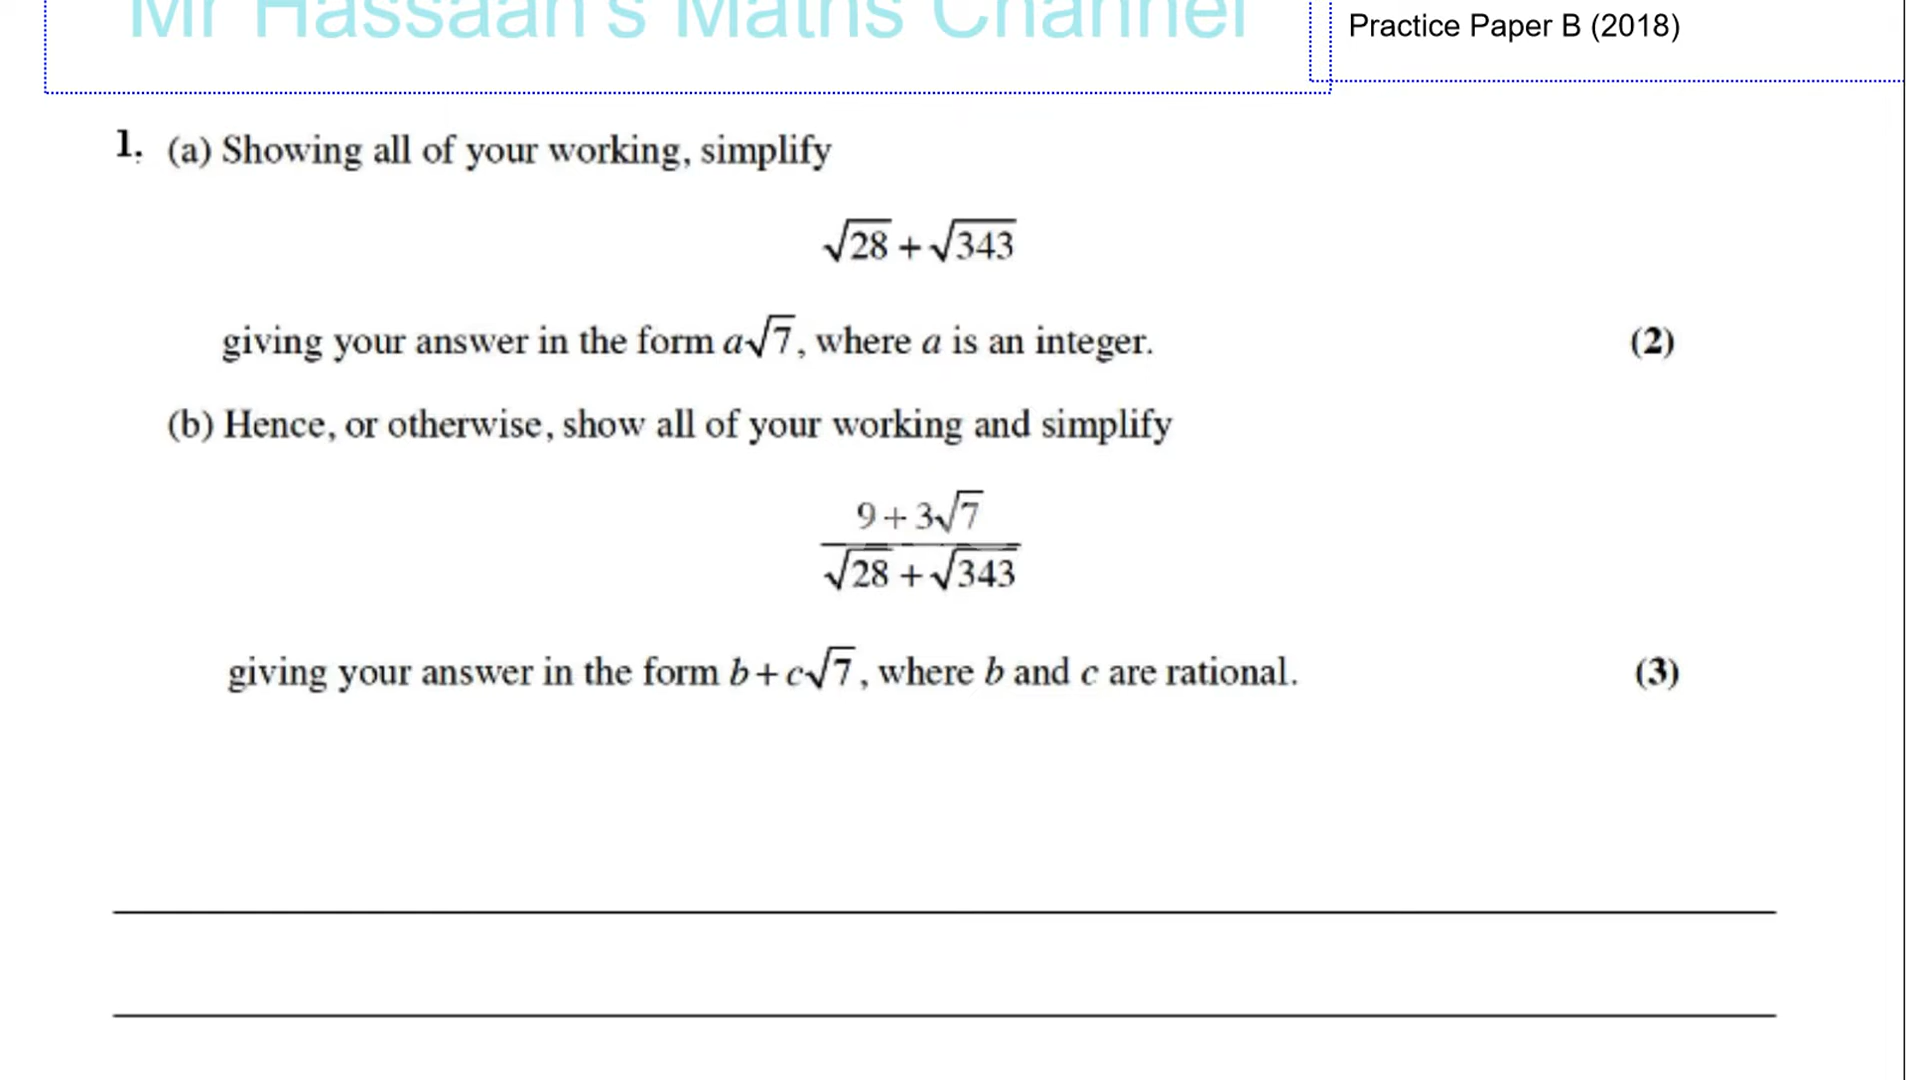 Mr Hassaan's Maths Channel
Practice Paper B (2018)
1. (a) Showing all of your working, simplify
√28 + √343
giving your answer in the form a√7, where a is an integer. (2)
(b) Hence, or otherwise, show all of your working and simplify
9 + 3√7
√28 + √343
giving your answer in the form b + c√7, where b and c are rational. (3)